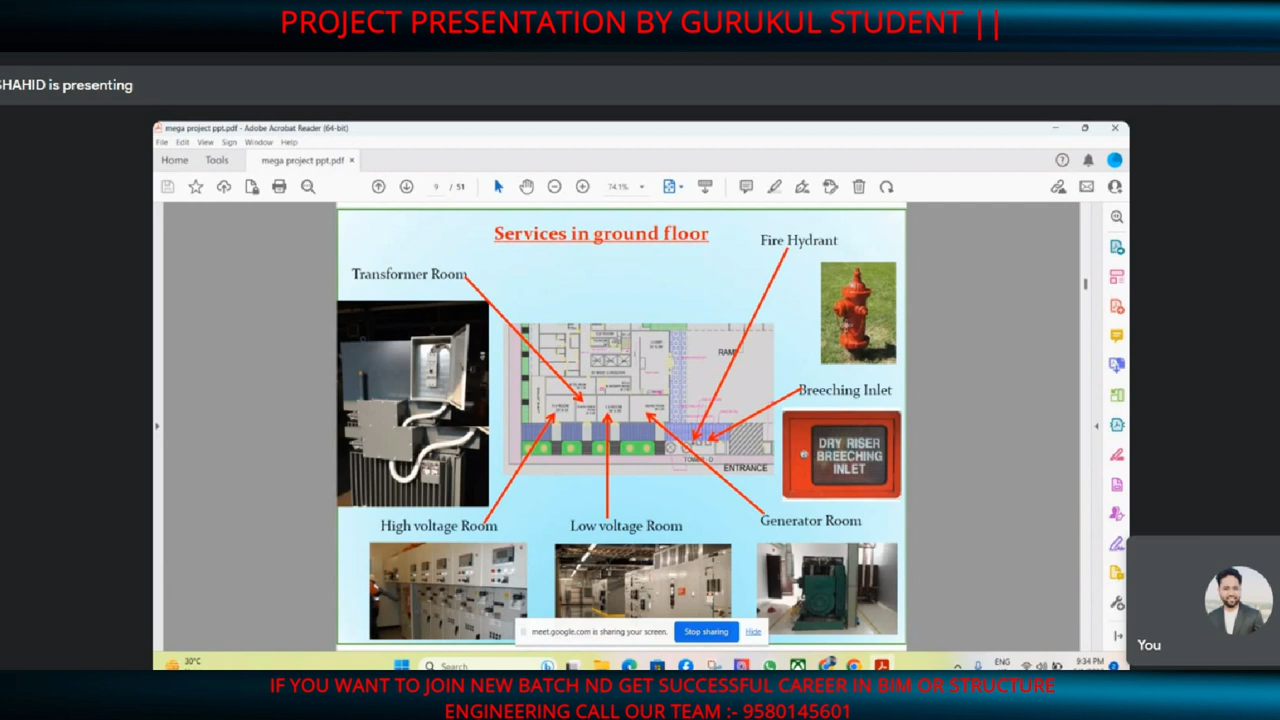 PROJECT PRESENTATION BY GURUKUL STUDENT ||
SHAHID is presenting
mega project ppt.pdf - Adobe Acrobat Reader (64-bit)
File Edit View Sign Window Help
Home Tools mega project ppt.pdf ×
9 / 51 74.1%
Services in ground floor
Fire Hydrant
Transformer Room
RAMP
Breeching Inlet
DRY RISER
BREECHING
INLET
TOWER - D
ENTRANCE
High voltage Room
Low voltage Room
Generator Room
meet.google.com is sharing your screen. Stop sharing Hide
You
30°C
Search
ENG
9:34 PM
IF YOU WANT TO JOIN NEW BATCH ND GET SUCCESSFUL CAREER IN BIM OR STRUCTURE
ENGINEERING CALL OUR TEAM :- 9580145601